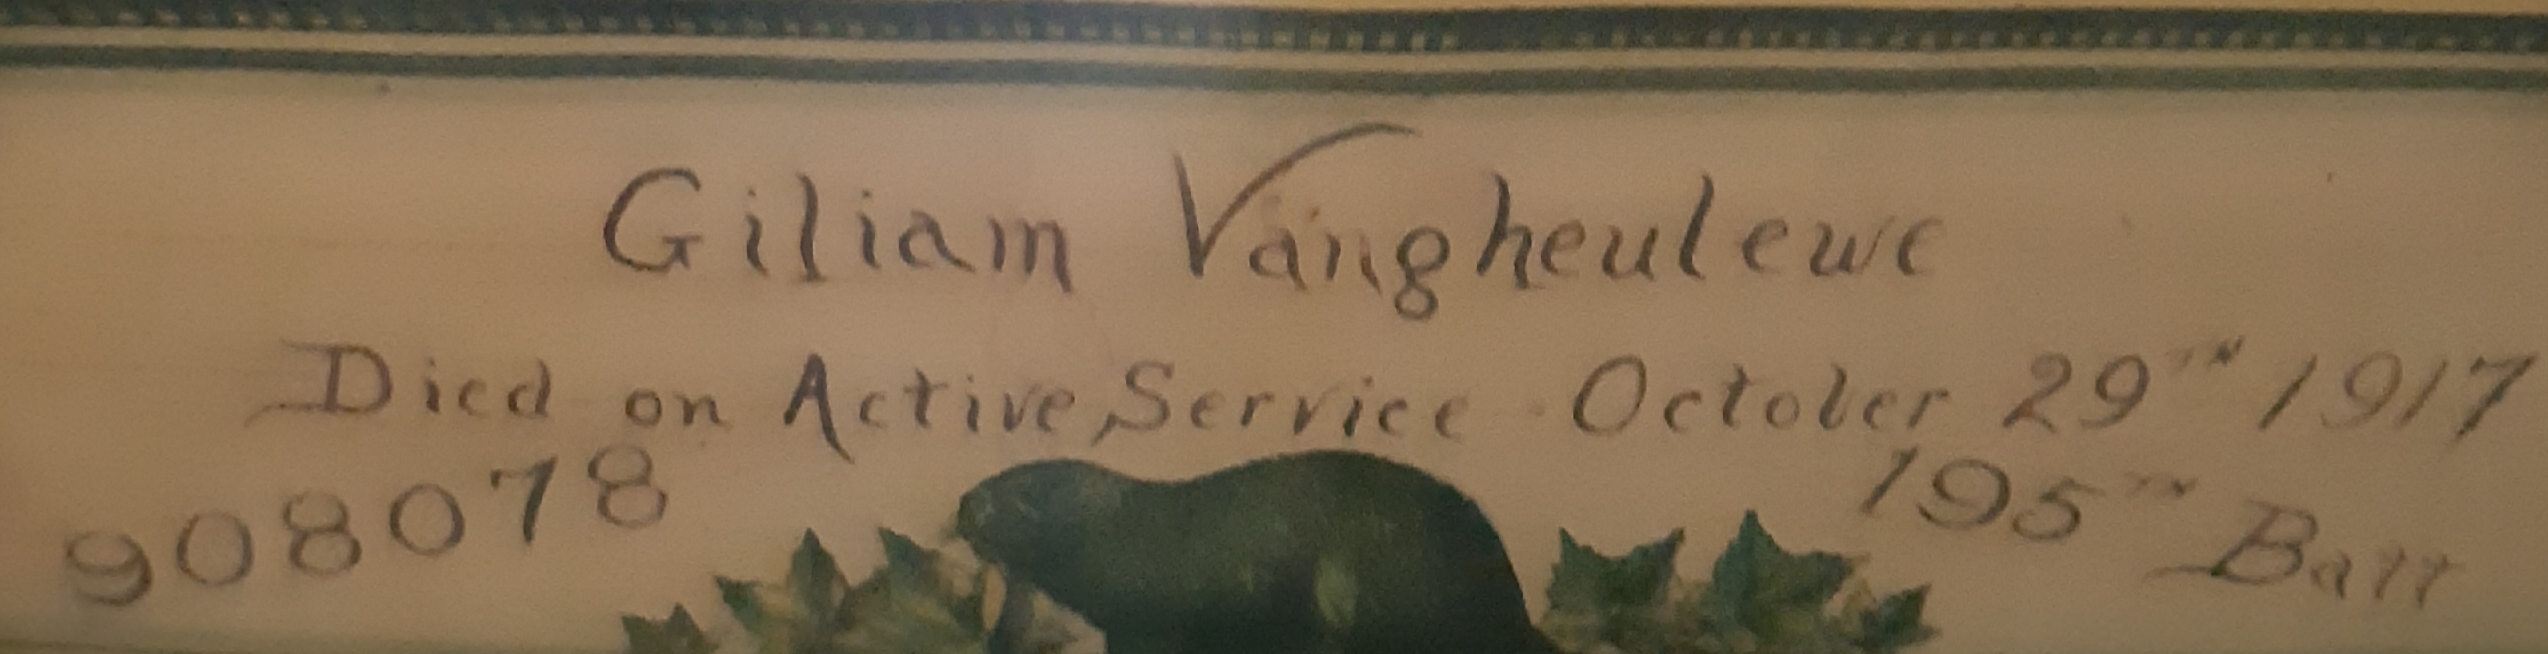 Giliam Vangheulewe
Died on Active Service October 29TH 1917
908078
195TH Batt